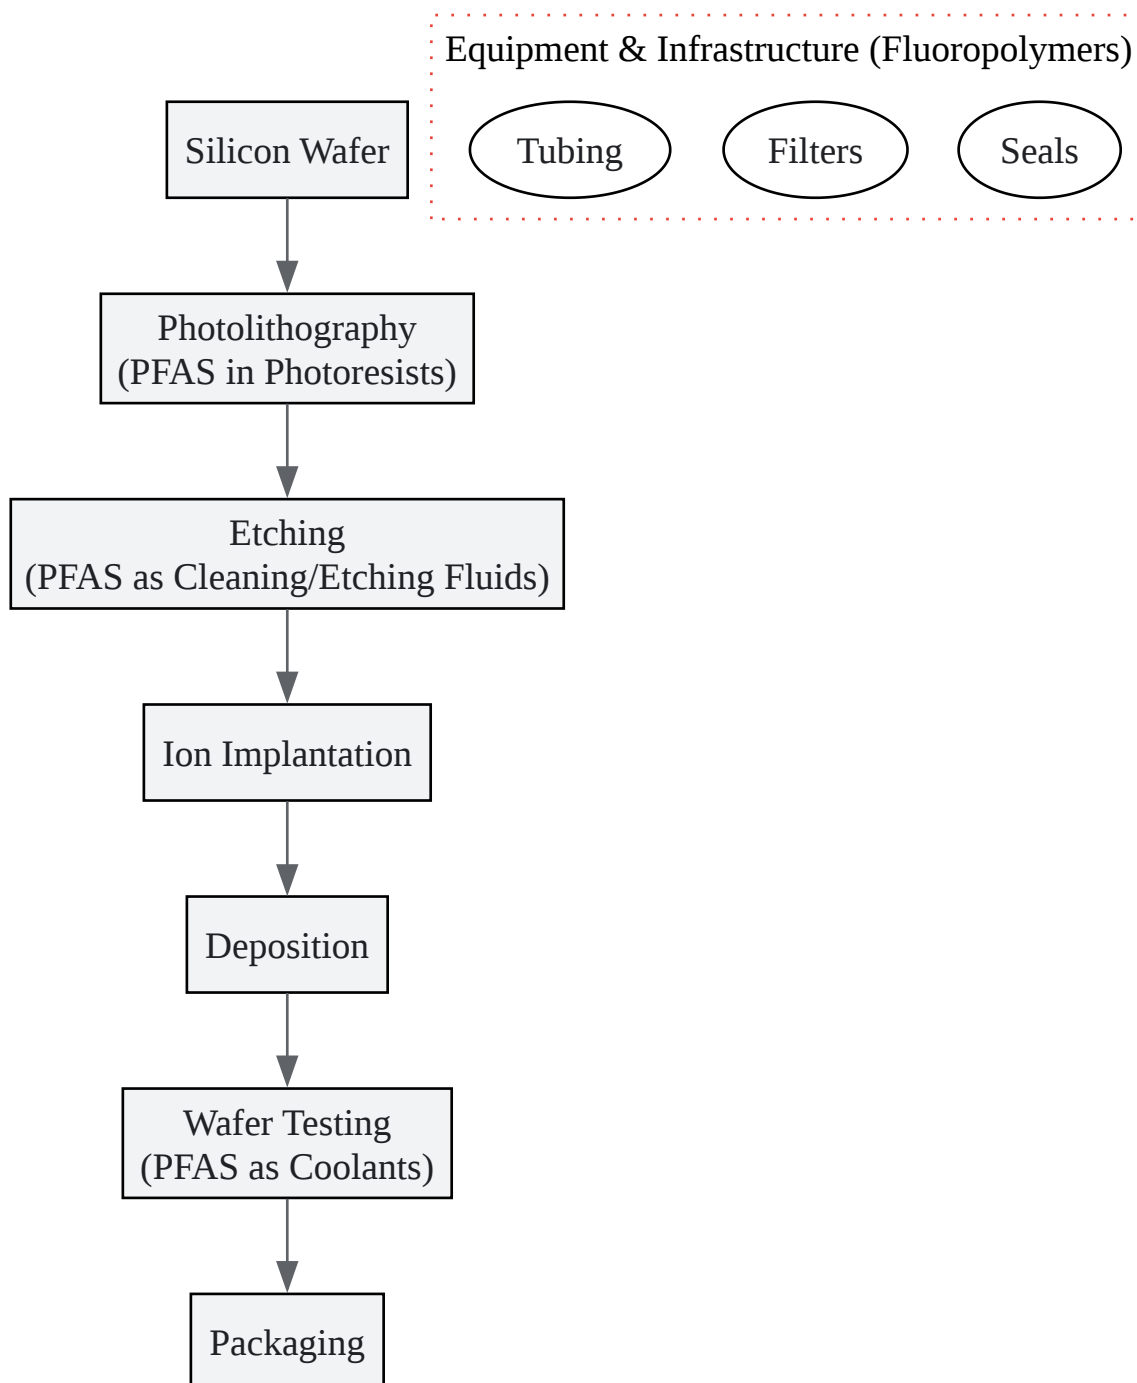 Equipment & Infrastructure (Fluoropolymers)
Silicon Wafer
Tubing
Filters
Seals
Photolithography
(PFAS in Photoresists)
Etching
(PFAS as Cleaning/Etching Fluids)
Ion Implantation
Deposition
Wafer Testing
(PFAS as Coolants)
Packaging